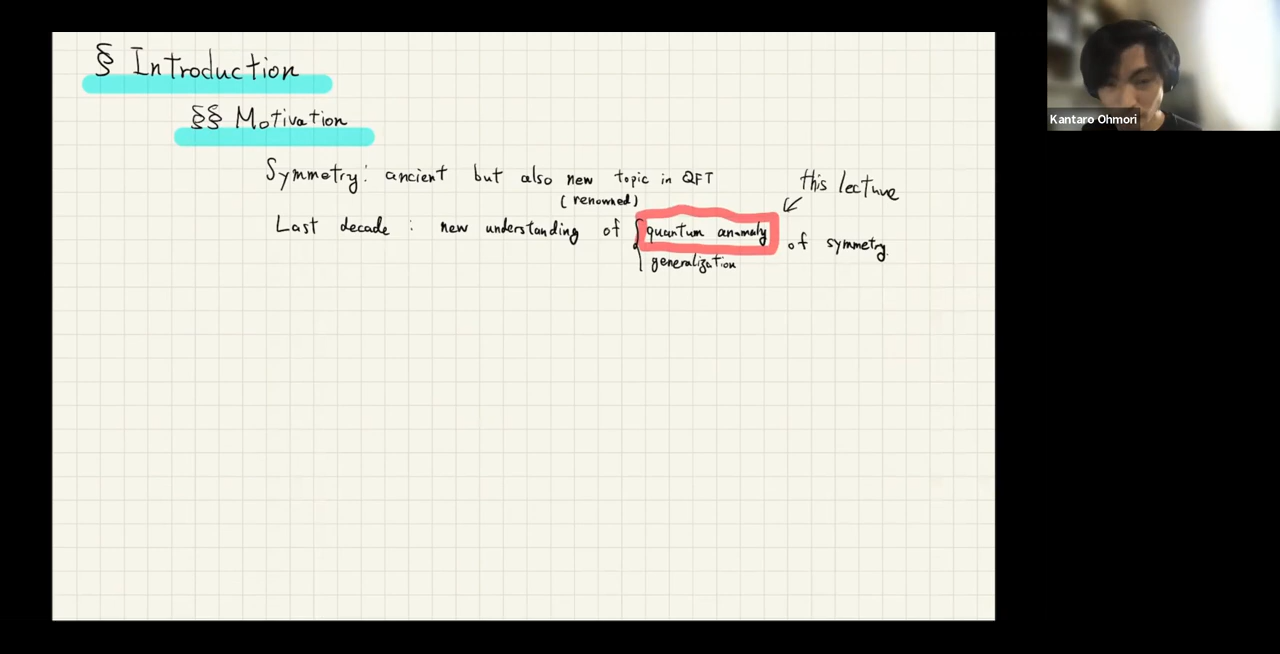 § Introduction
§§ Motivation
Symmetry: ancient but also new topic in QFT
(renowned)
this lecture
Last decade : new understanding of { quantum anomaly of symmetry.
generalization
Kantaro Ohmori